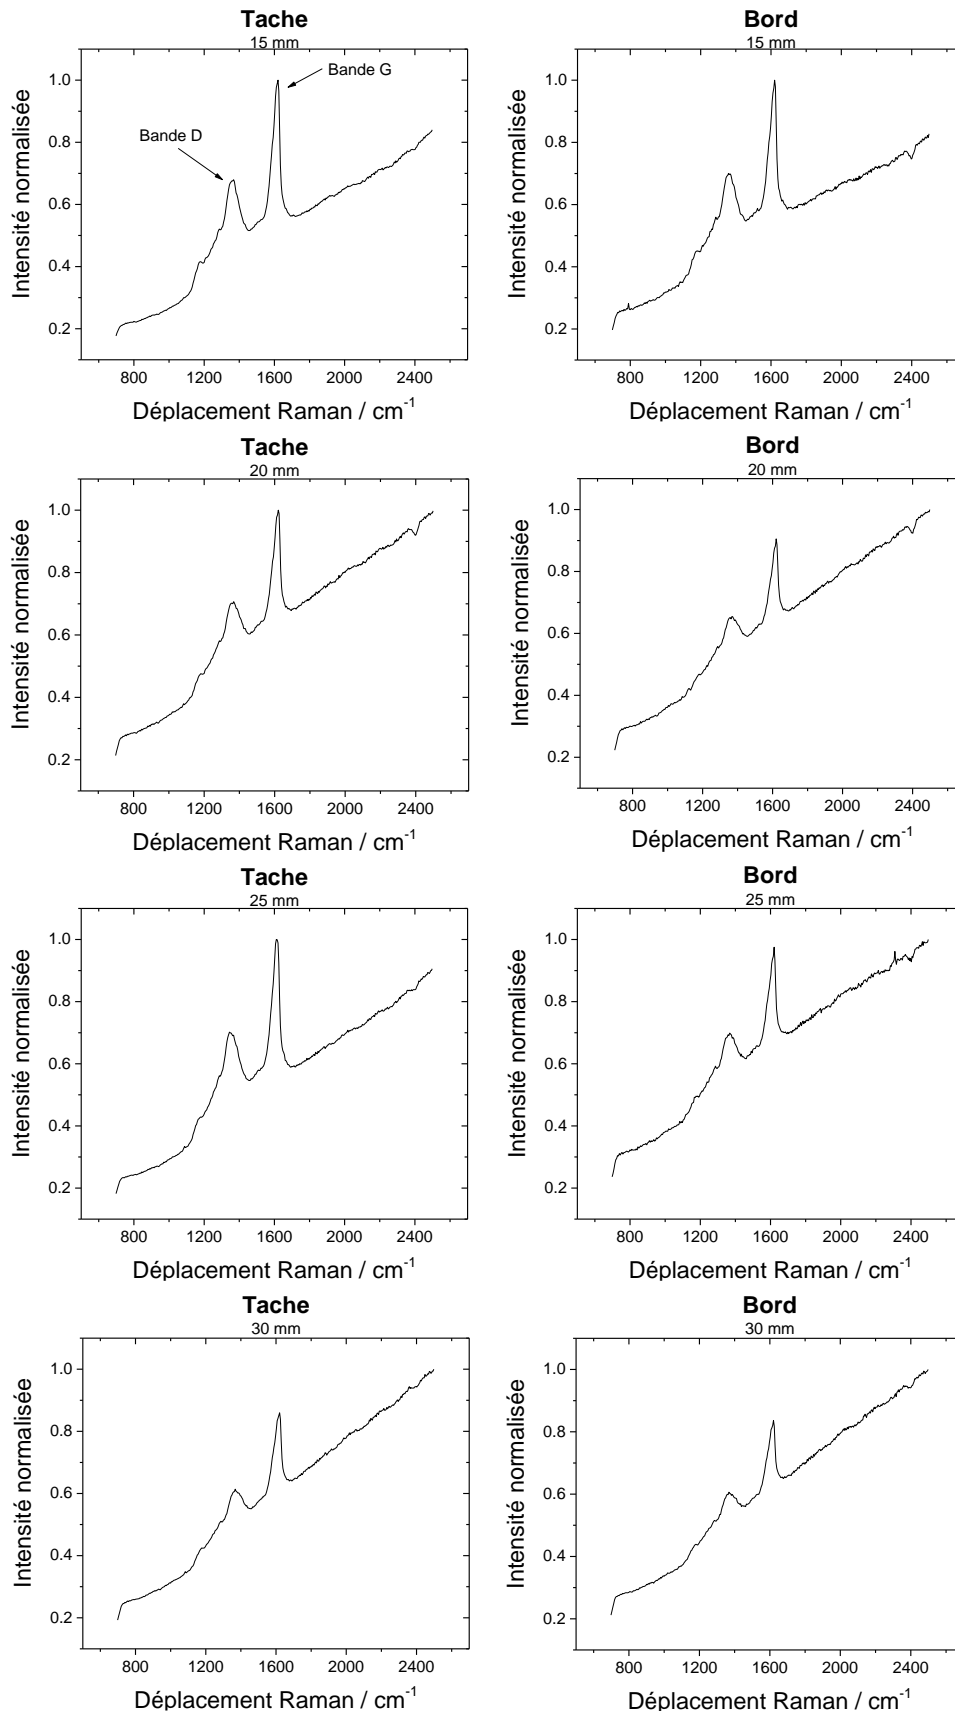 Tache
15 mm
Bande G
Bande D
1.0
0.8
0.6
0.4
0.2
Intensité normalisée
800 1200 1600 2000 2400
Déplacement Raman / cm⁻¹
Bord
15 mm
1.0
0.8
0.6
0.4
0.2
Intensité normalisée
800 1200 1600 2000 2400
Déplacement Raman / cm⁻¹
Tache
20 mm
1.0
0.8
0.6
0.4
0.2
Intensité normalisée
800 1200 1600 2000 2400
Déplacement Raman / cm⁻¹
Bord
20 mm
1.0
0.8
0.6
0.4
0.2
Intensité normalisée
800 1200 1600 2000 2400
Déplacement Raman / cm⁻¹
Tache
25 mm
1.0
0.8
0.6
0.4
0.2
Intensité normalisée
800 1200 1600 2000 2400
Déplacement Raman / cm⁻¹
Bord
25 mm
1.0
0.8
0.6
0.4
0.2
Intensité normalisée
800 1200 1600 2000 2400
Déplacement Raman / cm⁻¹
Tache
30 mm
1.0
0.8
0.6
0.4
0.2
Intensité normalisée
800 1200 1600 2000 2400
Déplacement Raman / cm⁻¹
Bord
30 mm
1.0
0.8
0.6
0.4
0.2
Intensité normalisée
800 1200 1600 2000 2400
Déplacement Raman / cm⁻¹